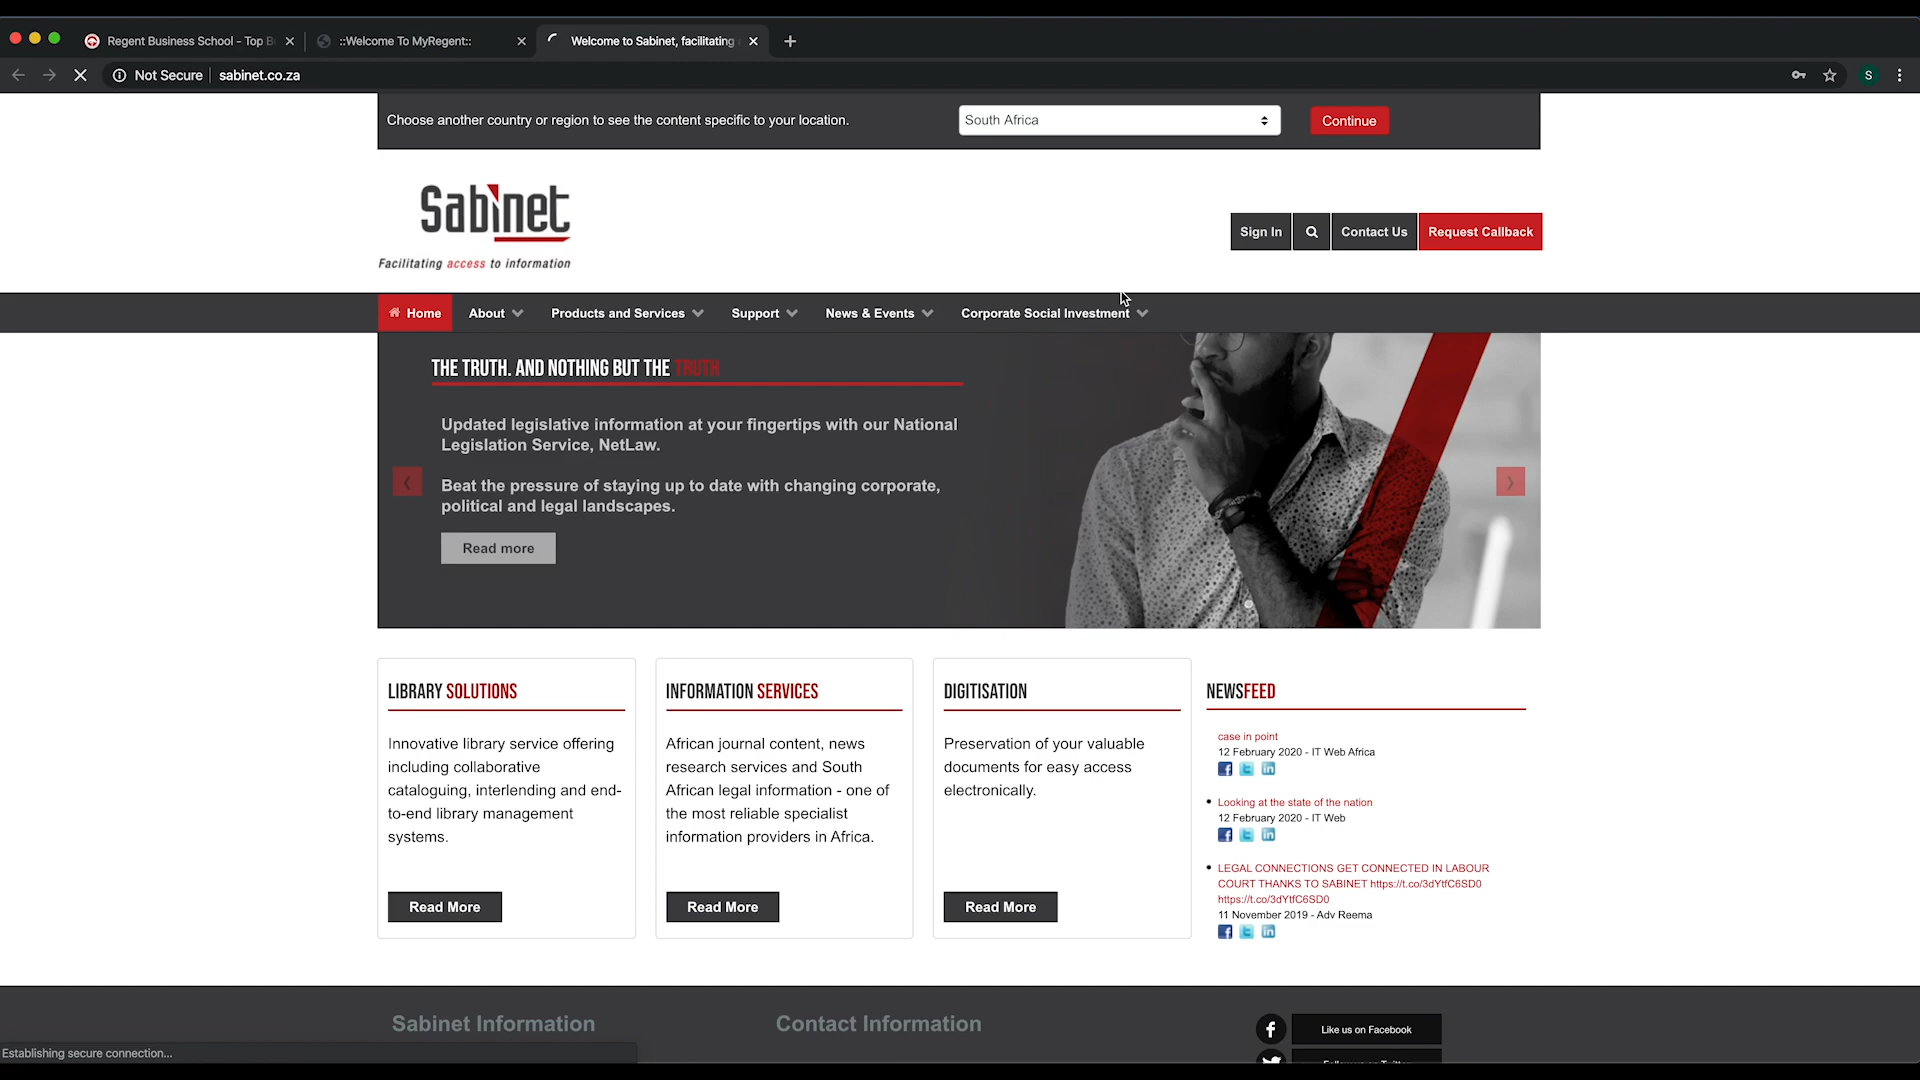 Regent Business School - Top B
::Welcome To MyRegent::
Welcome to Sabinet, facilitating
Not Secure sabinet.co.za
S
Choose another country or region to see the content specific to your location.
South Africa
Continue
Sabinet
Facilitating access to information
Sign In
Contact Us
Request Callback
Home
About
Products and Services
Support
News & Events
Corporate Social Investment
THE TRUTH. AND NOTHING BUT THE TRUTH
Updated legislative information at your fingertips with our National
Legislation Service, NetLaw.
Beat the pressure of staying up to date with changing corporate,
political and legal landscapes.
Read more
LIBRARY SOLUTIONS
Innovative library service offering
including collaborative
cataloguing, interlending and end-
to-end library management
systems.
Read More
INFORMATION SERVICES
African journal content, news
research services and South
African legal information - one of
the most reliable specialist
information providers in Africa.
Read More
DIGITISATION
Preservation of your valuable
documents for easy access
electronically.
Read More
NEWSFEED
case in point
12 February 2020 - IT Web Africa
Looking at the state of the nation
12 February 2020 - IT Web
LEGAL CONNECTIONS GET CONNECTED IN LABOUR
COURT THANKS TO SABINET https://t.co/3dYtfC6SD0
https://t.co/3dYtfC6SD0
11 November 2019 - Adv Reema
Sabinet Information
Contact Information
Like us on Facebook
Follow us on Twitter
Establishing secure connection...